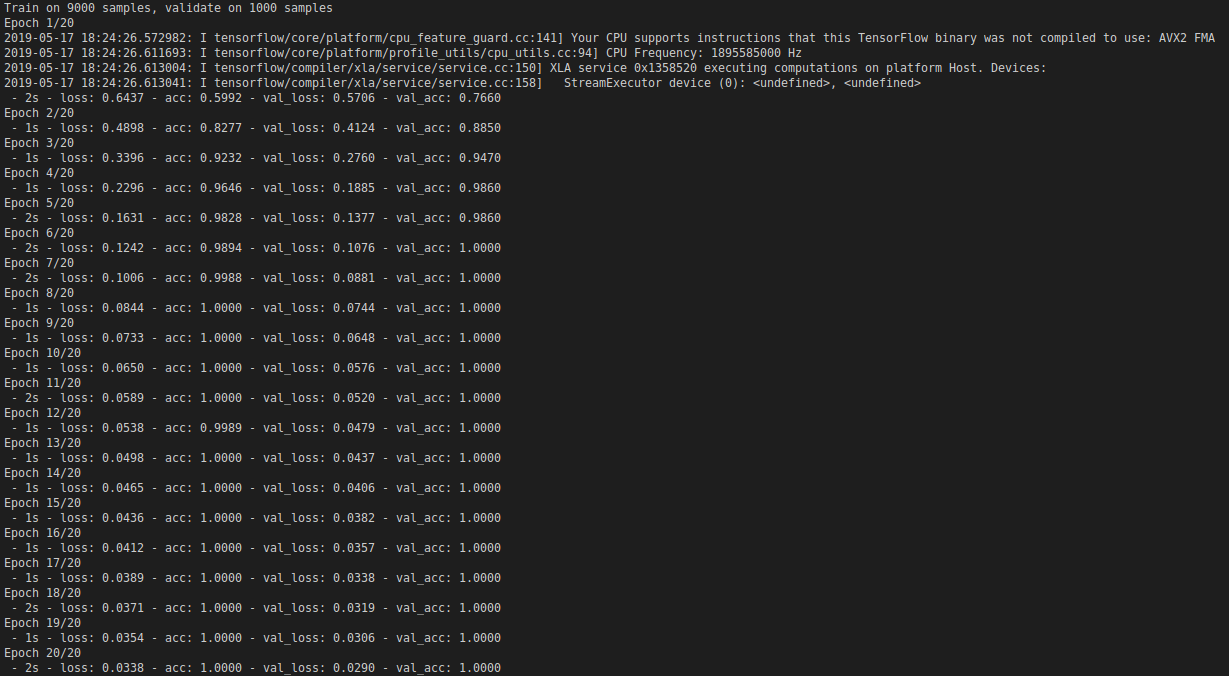 Train on 9000 samples, validate on 1000 samples
Epoch 1/20
2019-05-17 18:24:26.572982: I tensorflow/core/platform/cpu_feature_guard.cc:141] Your CPU supports instructions that this TensorFlow binary was not compiled to use: AVX2 FMA
2019-05-17 18:24:26.611693: I tensorflow/core/platform/profile_utils/cpu_utils.cc:94] CPU Frequency: 1895585000 Hz
2019-05-17 18:24:26.613004: I tensorflow/compiler/xla/service/service.cc:150] XLA service 0x1358520 executing computations on platform Host. Devices:
2019-05-17 18:24:26.613041: I tensorflow/compiler/xla/service/service.cc:158]   StreamExecutor device (0): <undefined>, <undefined>
 - 2s - loss: 0.6437 - acc: 0.5992 - val_loss: 0.5706 - val_acc: 0.7660
Epoch 2/20
 - 1s - loss: 0.4898 - acc: 0.8277 - val_loss: 0.4124 - val_acc: 0.8850
Epoch 3/20
 - 1s - loss: 0.3396 - acc: 0.9232 - val_loss: 0.2760 - val_acc: 0.9470
Epoch 4/20
 - 1s - loss: 0.2296 - acc: 0.9646 - val_loss: 0.1885 - val_acc: 0.9860
Epoch 5/20
 - 2s - loss: 0.1631 - acc: 0.9828 - val_loss: 0.1377 - val_acc: 0.9860
Epoch 6/20
 - 2s - loss: 0.1242 - acc: 0.9894 - val_loss: 0.1076 - val_acc: 1.0000
Epoch 7/20
 - 2s - loss: 0.1006 - acc: 0.9988 - val_loss: 0.0881 - val_acc: 1.0000
Epoch 8/20
 - 1s - loss: 0.0844 - acc: 1.0000 - val_loss: 0.0744 - val_acc: 1.0000
Epoch 9/20
 - 1s - loss: 0.0733 - acc: 1.0000 - val_loss: 0.0648 - val_acc: 1.0000
Epoch 10/20
 - 1s - loss: 0.0650 - acc: 1.0000 - val_loss: 0.0576 - val_acc: 1.0000
Epoch 11/20
 - 2s - loss: 0.0589 - acc: 1.0000 - val_loss: 0.0520 - val_acc: 1.0000
Epoch 12/20
 - 1s - loss: 0.0538 - acc: 0.9989 - val_loss: 0.0479 - val_acc: 1.0000
Epoch 13/20
 - 1s - loss: 0.0498 - acc: 1.0000 - val_loss: 0.0437 - val_acc: 1.0000
Epoch 14/20
 - 1s - loss: 0.0465 - acc: 1.0000 - val_loss: 0.0406 - val_acc: 1.0000
Epoch 15/20
 - 1s - loss: 0.0436 - acc: 1.0000 - val_loss: 0.0382 - val_acc: 1.0000
Epoch 16/20
 - 1s - loss: 0.0412 - acc: 1.0000 - val_loss: 0.0357 - val_acc: 1.0000
Epoch 17/20
 - 1s - loss: 0.0389 - acc: 1.0000 - val_loss: 0.0338 - val_acc: 1.0000
Epoch 18/20
 - 2s - loss: 0.0371 - acc: 1.0000 - val_loss: 0.0319 - val_acc: 1.0000
Epoch 19/20
 - 1s - loss: 0.0354 - acc: 1.0000 - val_loss: 0.0306 - val_acc: 1.0000
Epoch 20/20
 - 2s - loss: 0.0338 - acc: 1.0000 - val_loss: 0.0290 - val_acc: 1.0000